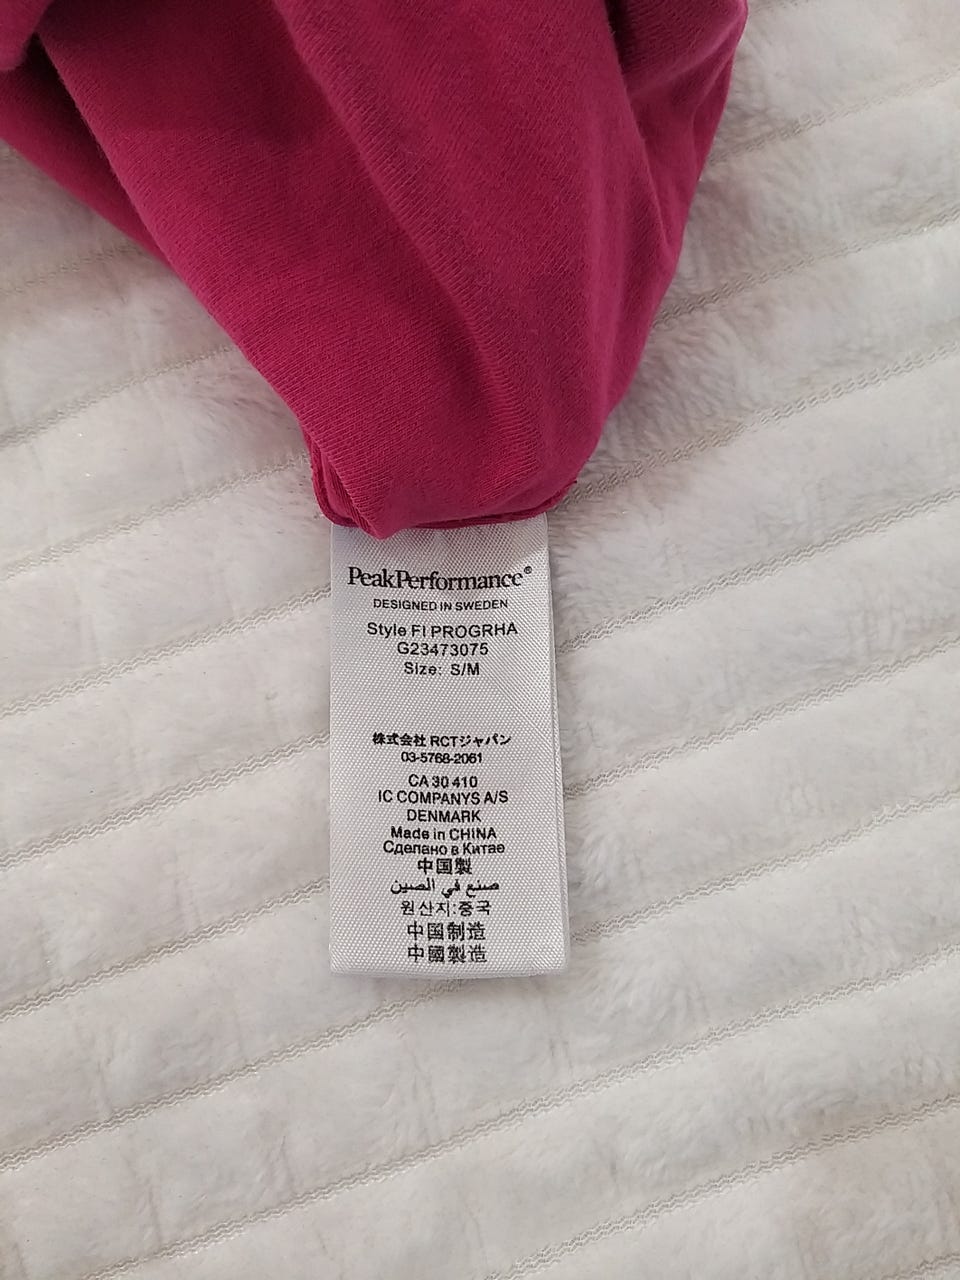 PeakPerformance®
DESIGNED IN SWEDEN
Style FI PROGRHA
G23473075
Size: S/M
株式会社 RCTジャパン
03-5768-2061
CA 30 410
IC COMPANYS A/S
DENMARK
Made in CHINA
Сделано в Китае
中国製
صنع في الصين
원산지:중국
中国制造
中國製造